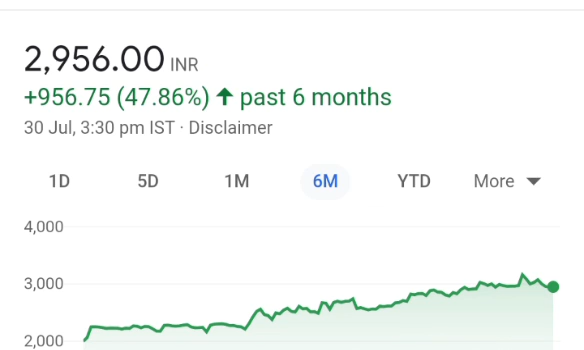 2,956.00 INR
+956.75 (47.86%) ↑ past 6 months
30 Jul, 3:30 pm IST · Disclaimer
1D 5D 1M 6M YTD More
4,000
3,000
2,000